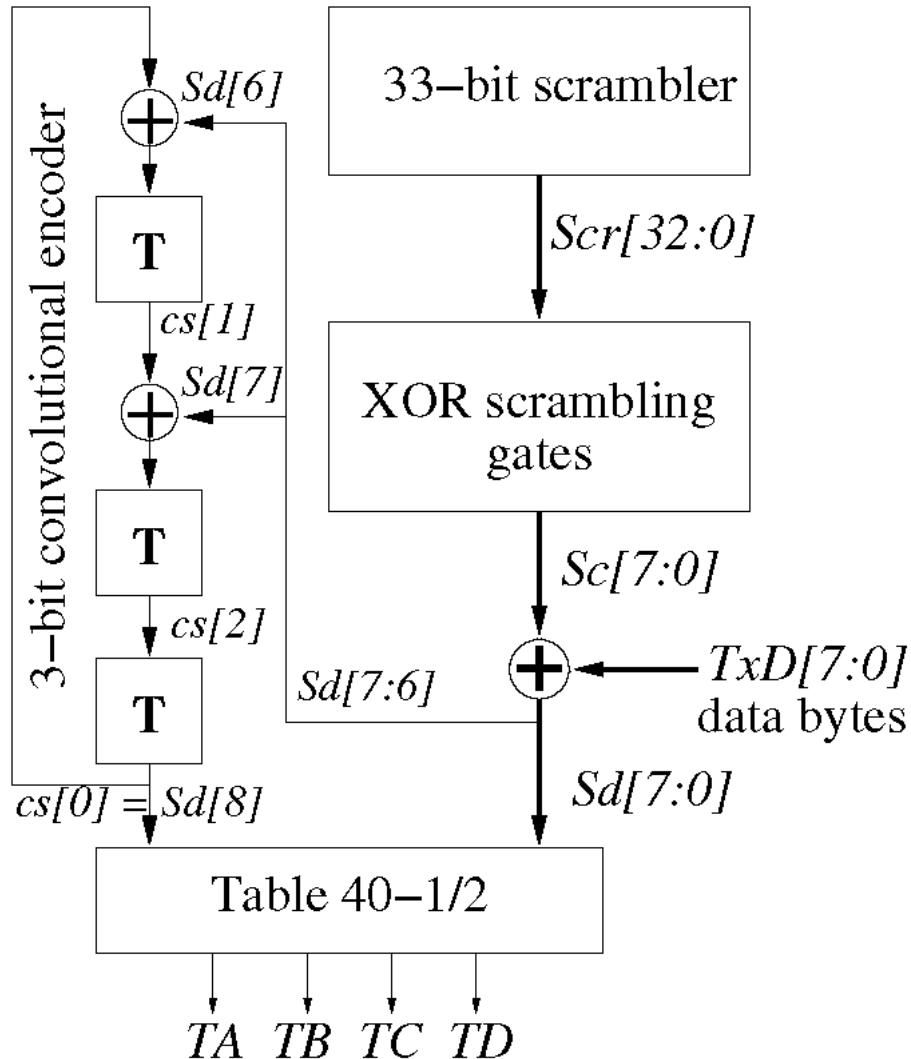 3−bit convolutional encoder
Sd[6]
T
cs[1]
Sd[7]
T
cs[2]
T
cs[0] = Sd[8]
33−bit scrambler
Scr[32:0]
XOR scrambling
gates
Sc[7:0]
TxD[7:0]
data bytes
Sd[7:6]
Sd[7:0]
Table 40−1/2
TA TB TC TD